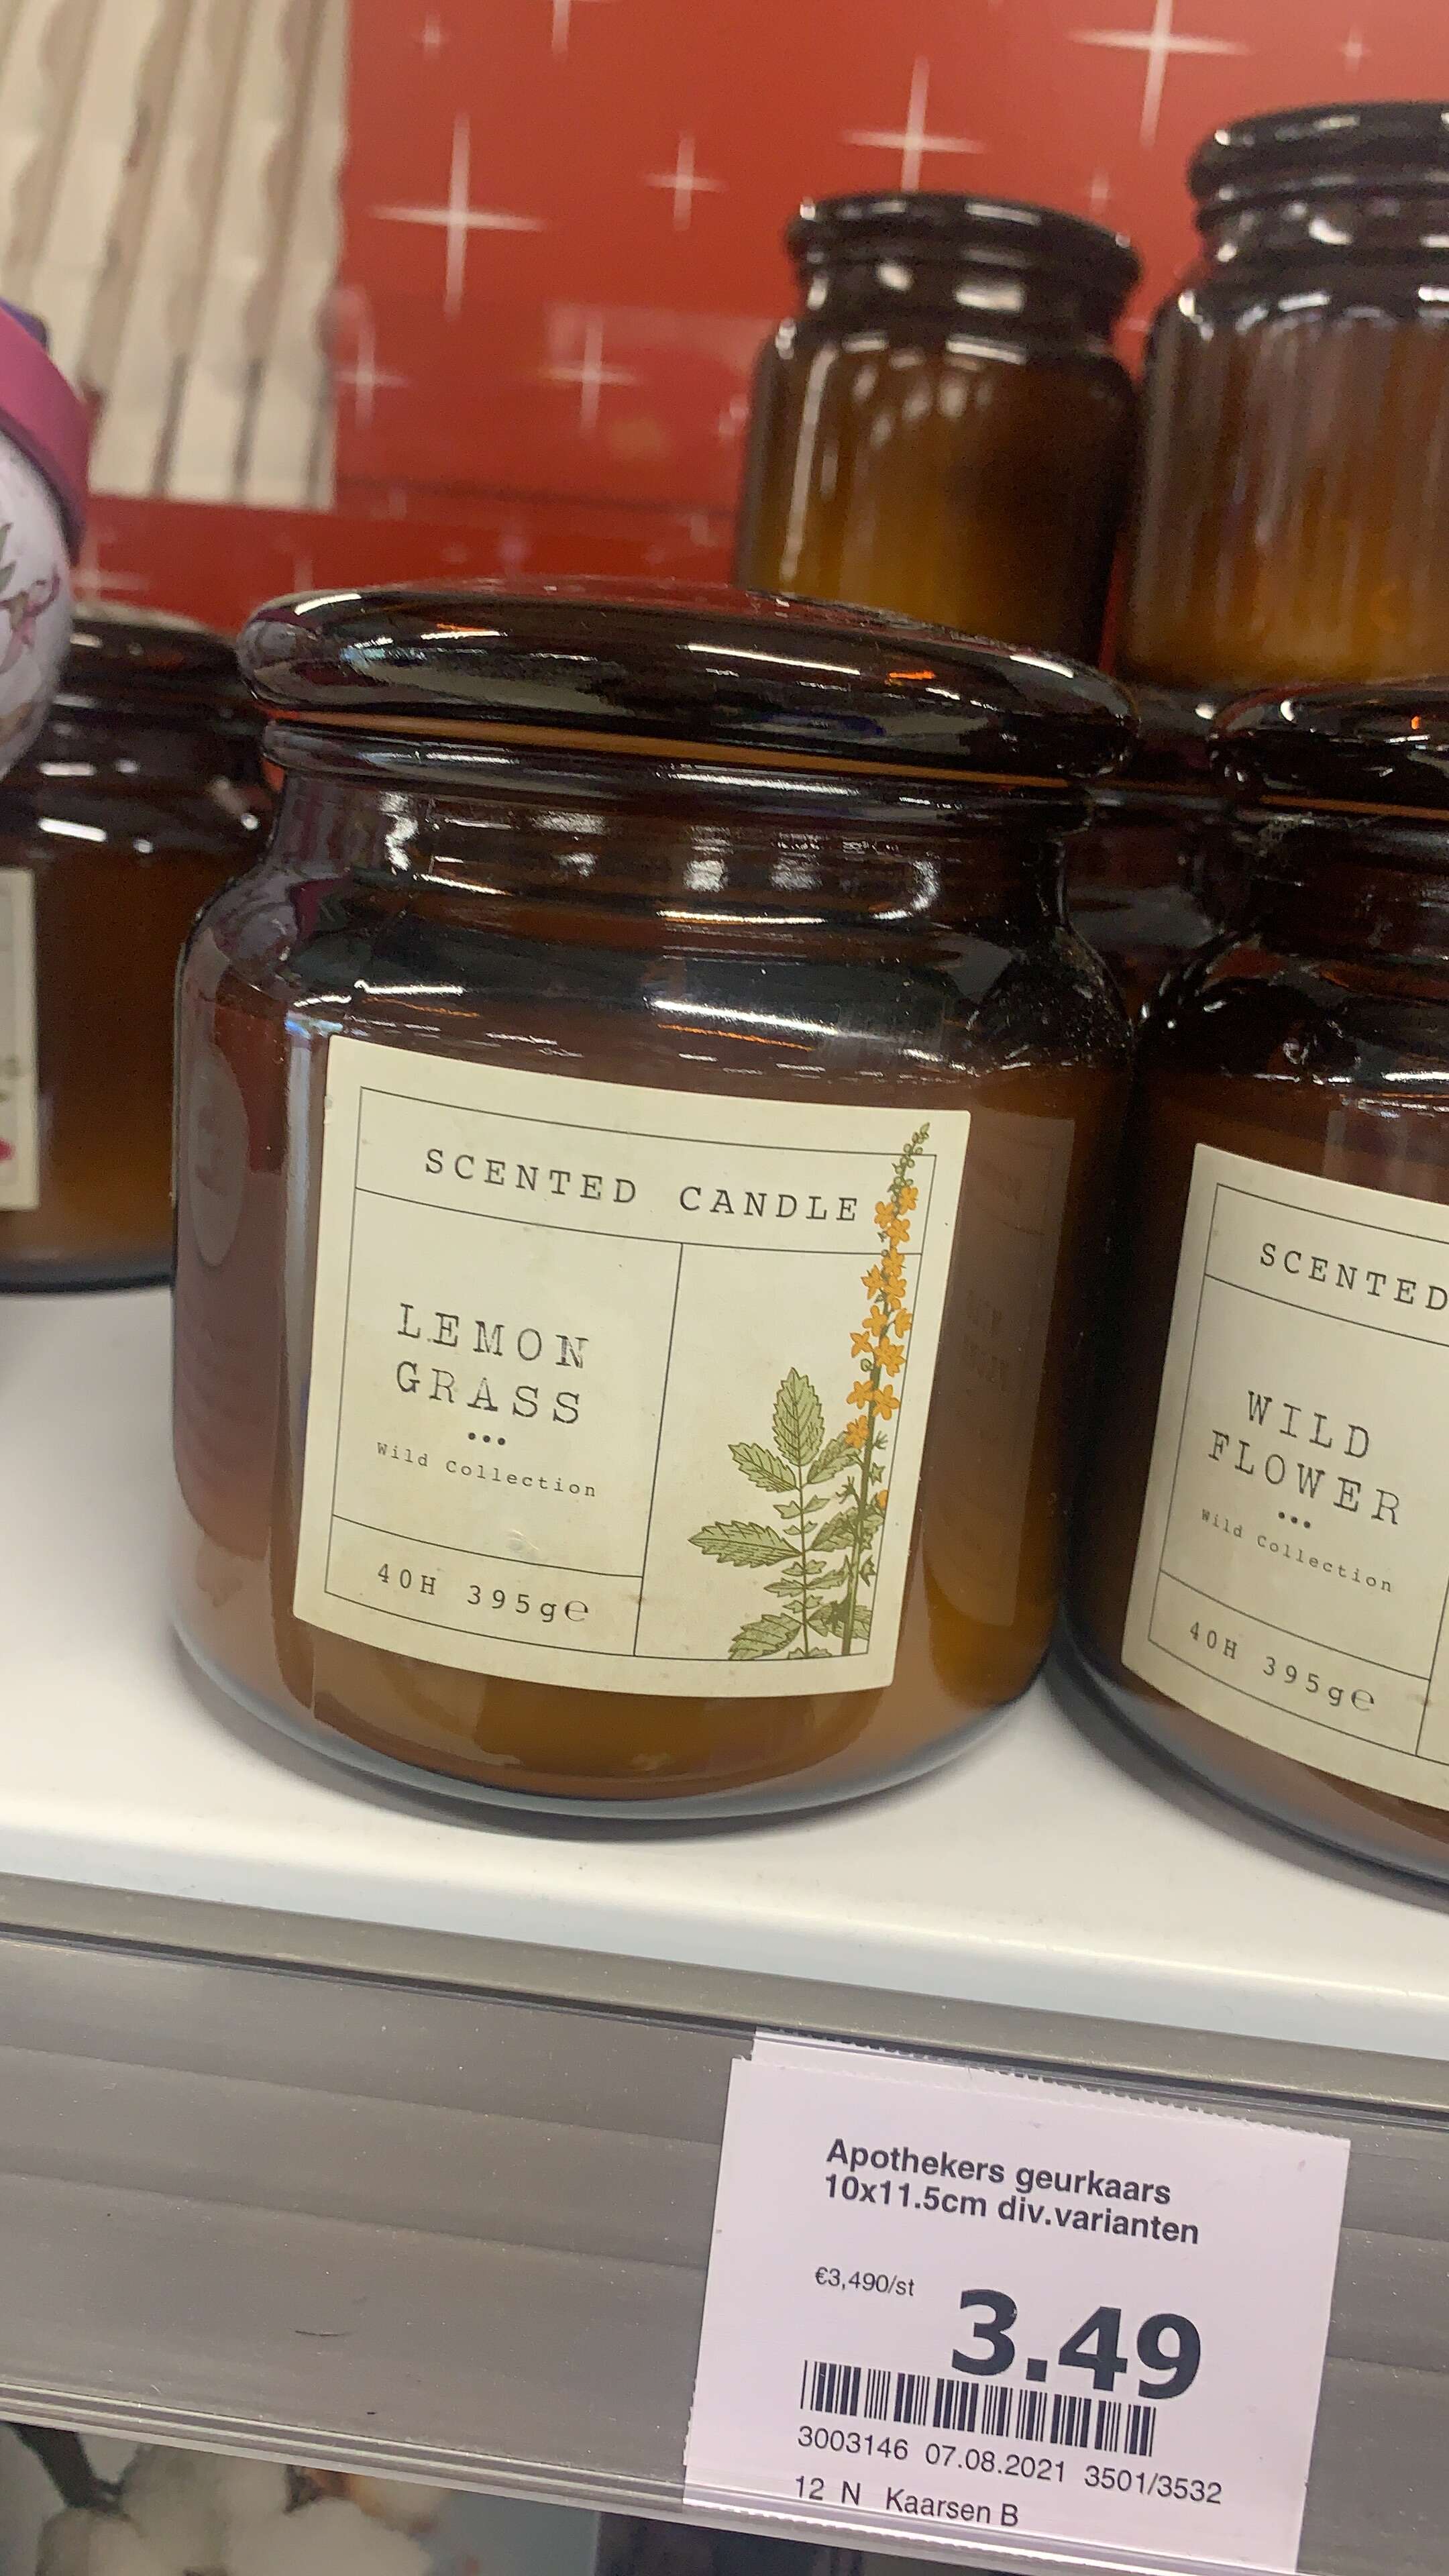 SCENTED CANDLE
LEMON
GRASS
Wild Collection
40H 395g℮
SCENTED
WILD
FLOWER
Wild Collection
40H 395g℮
Apothekers geurkaars
10x11.5cm div.varianten
€3,490/st
3.49
3003146 07.08.2021 3501/3532
12 N Kaarsen B